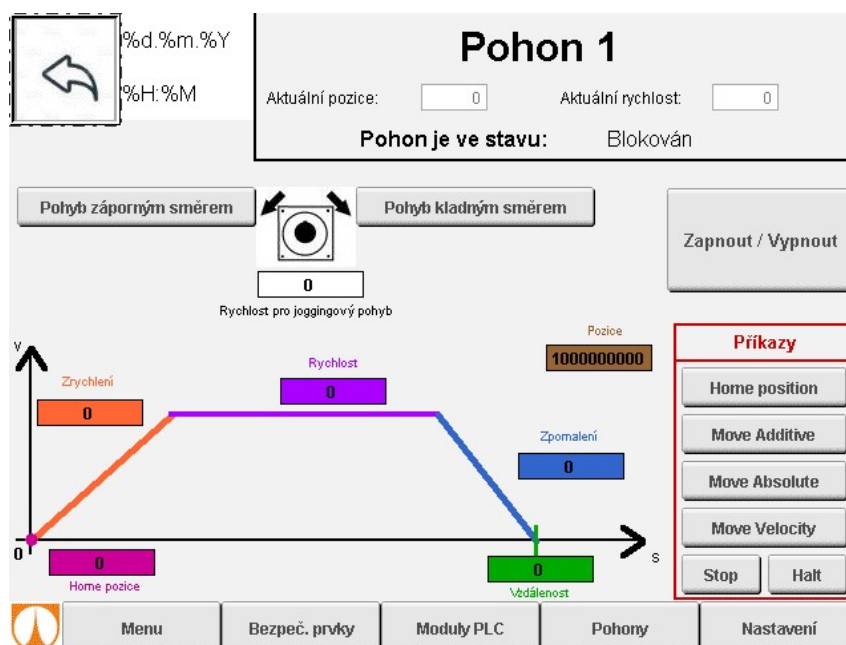 %d.%m.%Y
%H:%M
Pohon 1
Aktuální pozice: 0 Aktuální rychlost: 0
Pohon je ve stavu: Blokován
Pohyb záporným směrem
Pohyb kladným směrem
Zapnout / Vypnout
0
Rychlost pro joggingový pohyb
Pozice
1000000000
Příkazy
Home position
Move Additive
Move Absolute
Move Velocity
Stop Halt
V
Zrychlení
0
Rychlost
0
Zpomalení
0
0
0
Home pozice
0
Vzdálenost
S
Menu Bezpeč. prvky Moduly PLC Pohony Nastavení